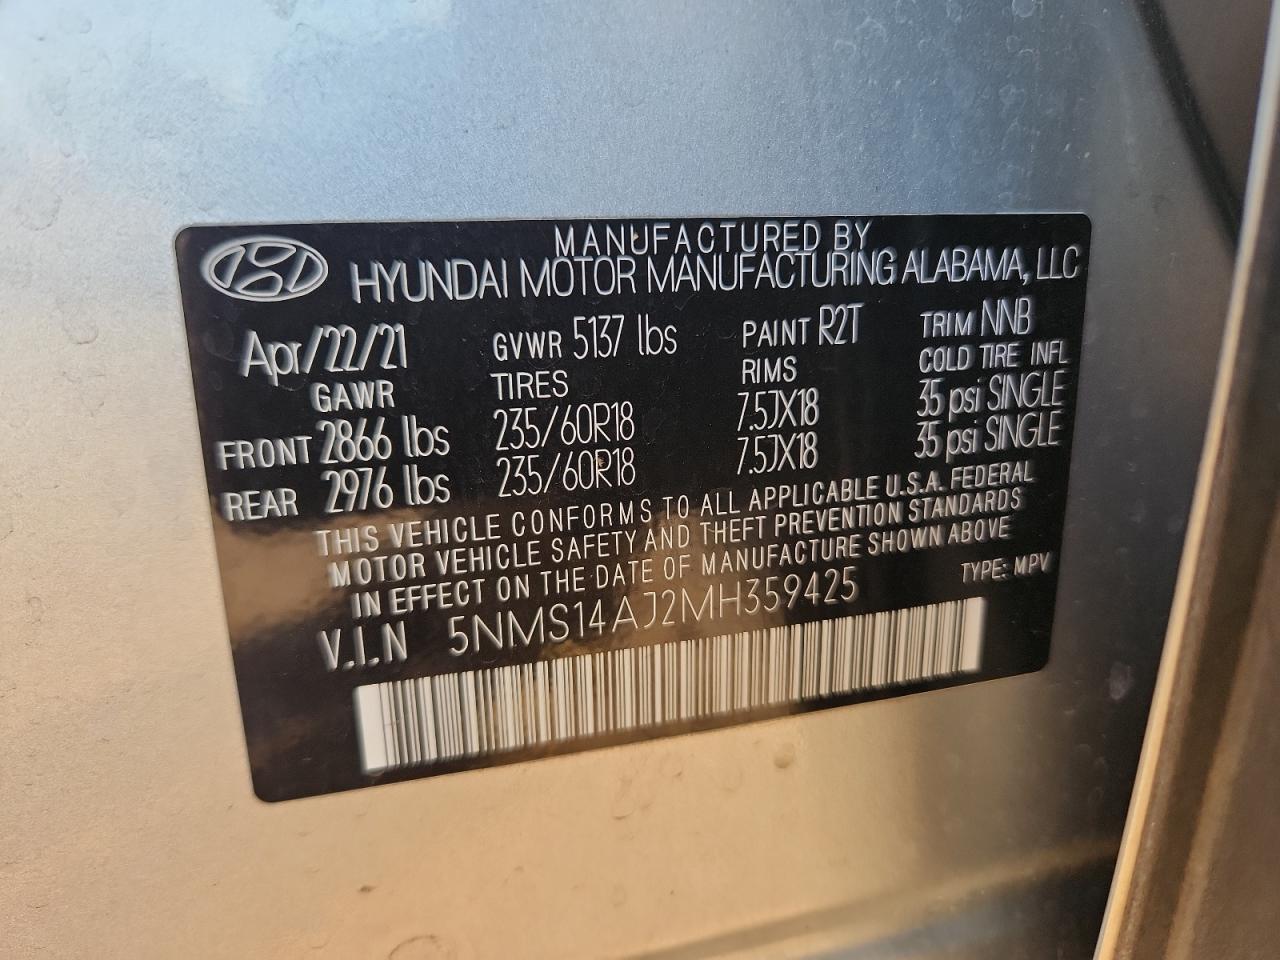 MANUFACTURED BY
HYUNDAI MOTOR MANUFACTURING ALABAMA, LLC
Apr/22/21 GVWR 5137 lbs PAINT R2T TRIM NNB
GAWR TIRES RIMS COLD TIRE INFL
FRONT 2866 lbs 235/60R18 7.5JX18 35 psi SINGLE
REAR 2976 lbs 235/60R18 7.5JX18 35 psi SINGLE
THIS VEHICLE CONFORMS TO ALL APPLICABLE U.S.A. FEDERAL
MOTOR VEHICLE SAFETY AND THEFT PREVENTION STANDARDS
IN EFFECT ON THE DATE OF MANUFACTURE SHOWN ABOVE
V.I.N 5NMS14AJ2MH359425 TYPE: MPV